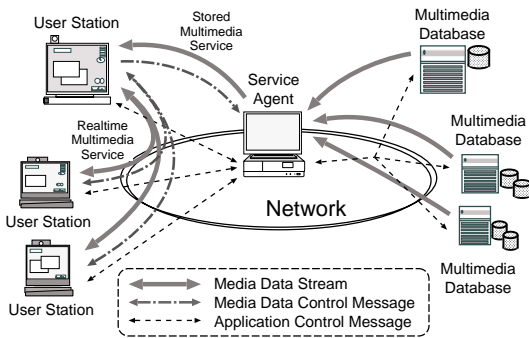 User Station
Stored
Multimedia
Service
Multimedia
Database
Service
Agent
Realtime
Multimedia
Service
Multimedia
Database
User Station
Network
User Station
Multimedia
Database
Media Data Stream
Media Data Control Message
Application Control Message